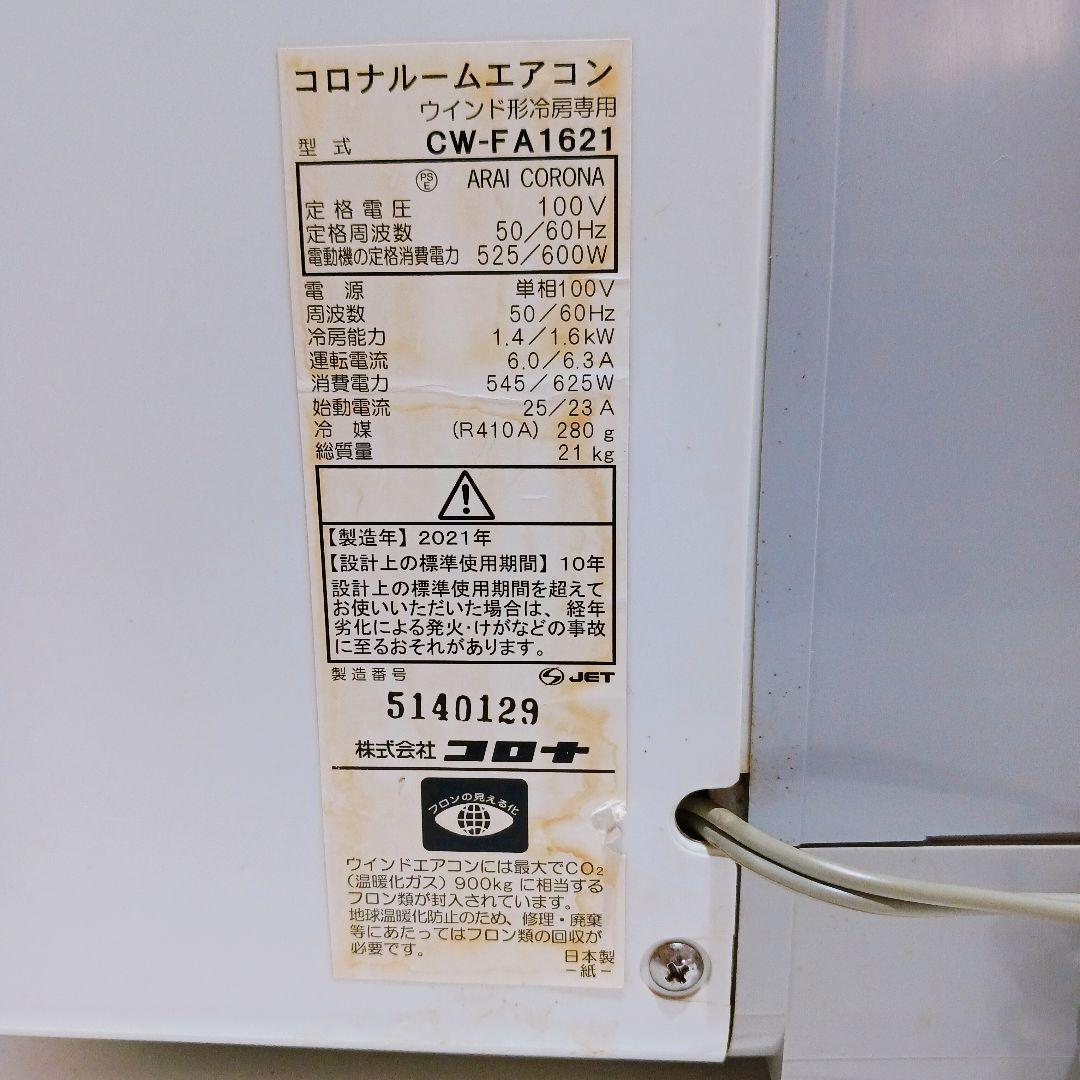 コロナルームエアコン
ウインド形冷房専用
型式 CW-FA1621
PS E ARAI CORONA
定格電圧 100V
定格周波数 50/60Hz
電動機の定格消費電力 525/600W
電源 単相100V
周波数 50/60Hz
冷房能力 1.4/1.6kW
運転電流 6.0/6.3A
消費電力 545/625W
始動電流 25/23A
冷媒 (R410A) 280g
総質量 21kg
【製造年】2021年
【設計上の標準使用期間】10年
設計上の標準使用期間を超えて
お使いいただいた場合は、経年
劣化による発火・けがなどの事故
に至るおそれがあります。
製造番号 JET
5140129
株式会社 コロナ
フロンの見える化
ウインドエアコンには最大でCO₂
(温暖化ガス) 900kg に相当する
フロン類が封入されています。
地球温暖化防止のため、修理・廃棄
等にあたってはフロン類の回収が
必要です。
日本製
-紙-